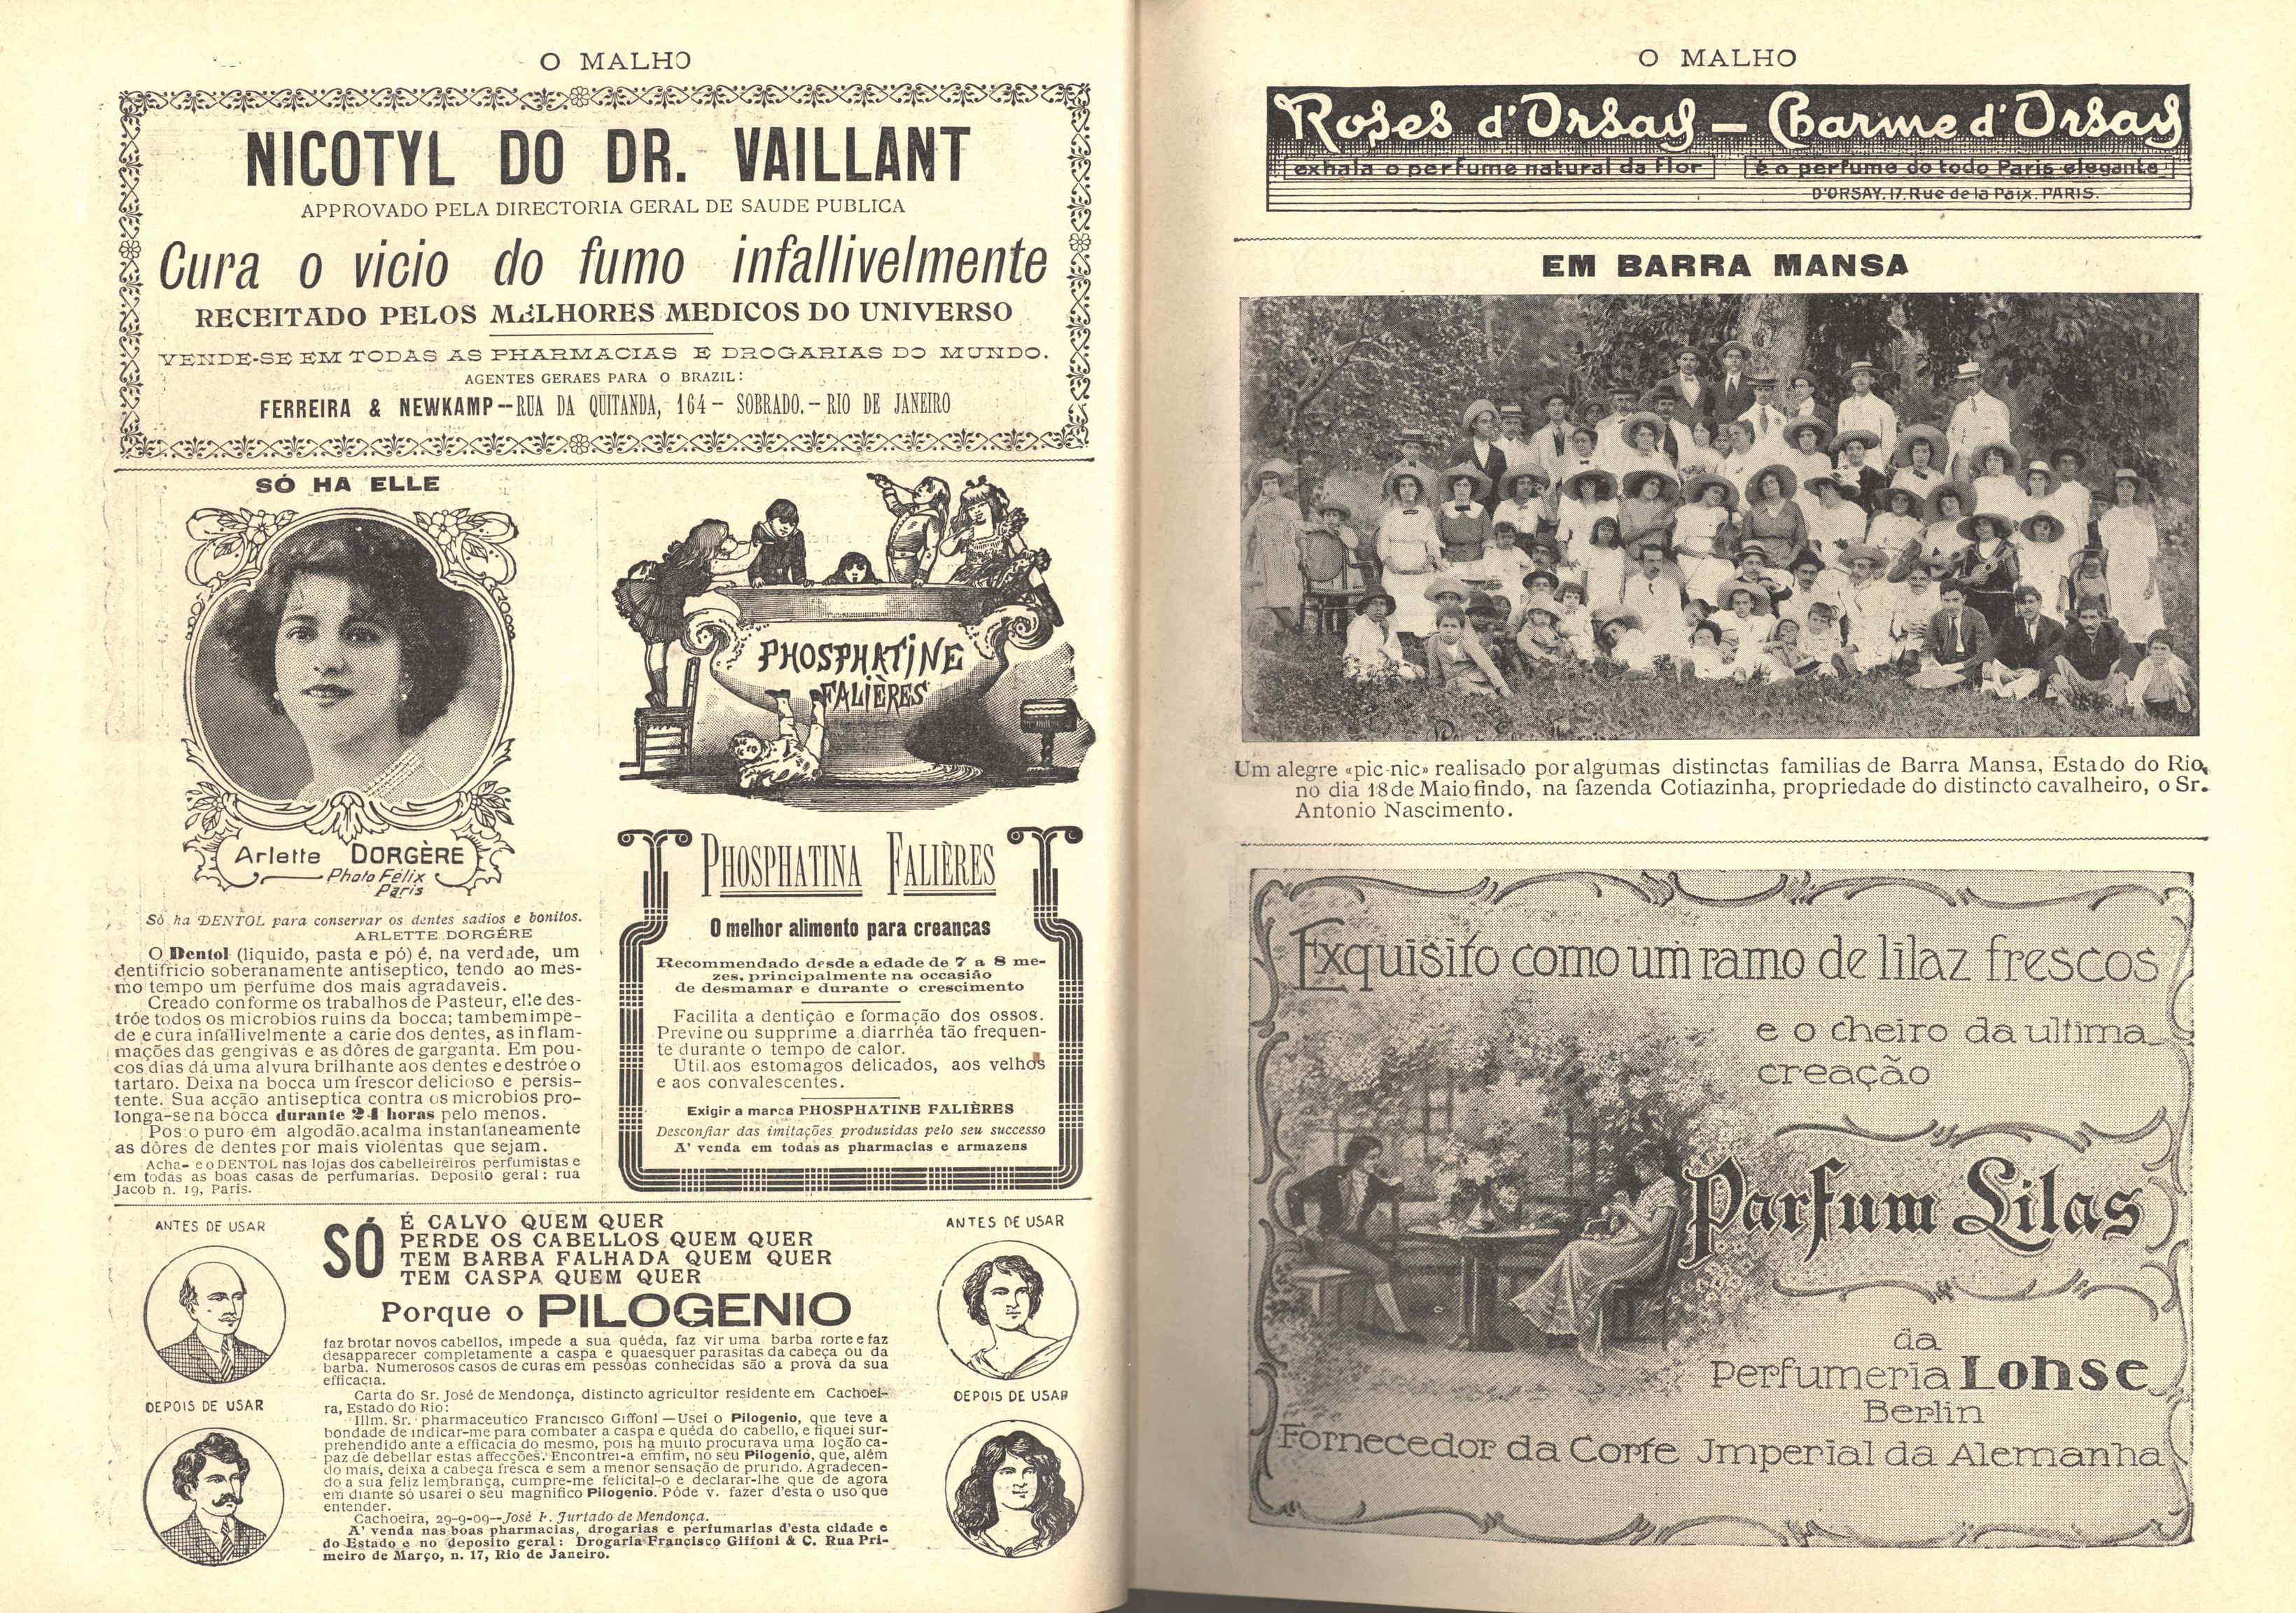 O MALHO
NICOTYL DO DR. VAILLANT
APPROVADO PELA DIRECTORIA GERAL DE SAUDE PUBLICA
Cura o vicio do fumo infallivelmente
RECEITADO PELOS MELHORES MEDICOS DO UNIVERSO
VENDE-SE EM TODAS AS PHARMACIAS E DROGARIAS DO MUNDO.
AGENTES GERAES PARA O BRAZIL:
FERREIRA & NEWKAMP--RUA DA QUITANDA, 164 - SOBRADO. - RIO DE JANEIRO
SÓ HA ELLE
Arlette DORGÈRE
Photo Félix
Paris
Só ha DENTOL para conservar os dentes sadios e bonitos.
ARLETTE DORGÉRE
O Dentol (liquido, pasta e pó) é, na verdade, um
dentifricio soberanamente antiseptico, tendo ao mes-
mo tempo um perfume dos mais agradaveis.
Creado conforme os trabalhos de Pasteur, elle des-
tróe todos os microbios ruins da bocca; tambem impe-
de e cura infallivelmente a carie dos dentes, as inflam-
mações das gengivas e as dôres de garganta. Em pou-
cos dias dá uma alvura brilhante aos dentes e destróe o
tartaro. Deixa na bocca um frescor delicioso e persis-
tente. Sua acção antiseptica contra os microbios pro-
longa-se na bocca durante 24 horas pelo menos.
Posto puro em algodão, acalma instantaneamente
as dôres de dentes por mais violentas que sejam.
Acha- e o DENTOL nas lojas dos cabelleireiros perfumistas e
em todas as boas casas de perfumarias. Deposito geral: rua
Jacob n. 19, Paris.
PHOSPHATINE
FALIÈRES
PHOSPHATINA FALIÈRES
O melhor alimento para creanças
Recommendado desde a edade de 7 a 8 me-
zes, principalmente na occasião
de desmamar e durante o crescimento
Facilita a dentição e formação dos ossos.
Previne ou supprime a diarrhéa tão frequen-
te durante o tempo de calor.
Util aos estomagos delicados, aos velhos
e aos convalescentes.
Exigir a marca PHOSPHATINE FALIÈRES
Desconfiar das imitações produzidas pelo seu successo
A' venda em todas as pharmacias e armazens
ANTES DE USAR
DEPOIS DE USAR
SÓ
É CALVO QUEM QUER
PERDE OS CABELLOS QUEM QUER
TEM BARBA FALHADA QUEM QUER
TEM CASPA QUEM QUER
Porque o PILOGENIO
faz brotar novos cabellos, impede a sua quéda, faz vir uma barba forte e faz
desapparecer completamente a caspa e quaesquer parasitas da cabeça ou da
barba. Numerosos casos de curas em pessôas conhecidas são a prova da sua
efficacia.
Carta do Sr. José de Mendonça, distincto agricultor residente em Cachoei-
ra, Estado do Rio:
Illm. Sr. pharmaceutico Francisco Giffoni—Usei o Pilogenio, que teve a
bondade de indicar-me para combater a caspa e quéda do cabello, e fiquei sur-
prehendido ante a efficacia do mesmo, pois ha muito procurava uma loção ca-
paz de debellar estas affecções. Encontrei-a emfim, no seu Pilogenio, que, além
do mais, deixa a cabeça fresca e sem a menor sensação de prurido. Agradecen-
do a sua feliz lembrança, cumpre-me felicital-o e declarar-lhe que de agora
em diante só usarei o seu magnifico Pilogenio. Póde v. fazer d'esta o uso que
entender.
Cachoeira, 29-9-09—José F. Furtado de Mendonça.
A' venda nas boas pharmacias, drogarias e perfumarias d'esta cidade e
do Estado e no deposito geral: Drogaria Francisco Giffoni & C. Rua Pri-
meiro de Março, n. 17, Rio de Janeiro.
ANTES DE USAR
DEPOIS DE USAR
O MALHO
Roses d'Orsay — Charme d'Orsay
exhala o perfume natural da flor
é o perfume do todo Paris elegante
D'ORSAY. 17. Rue de la Paix. PARIS.
EM BARRA MANSA
Um alegre «pic-nic» realisado por algumas distinctas familias de Barra Mansa, Estado do Rio,
no dia 18 de Maio findo, na fazenda Cotiazinha, propriedade do distincto cavalheiro, o Sr.
Antonio Nascimento.
Exquisito como um ramo de lilaz frescos
e o cheiro da ultima
creação
Parfum Lilas
da
Perfumeria Lohse
Berlin
Fornecedor da Corte Imperial da Alemanha